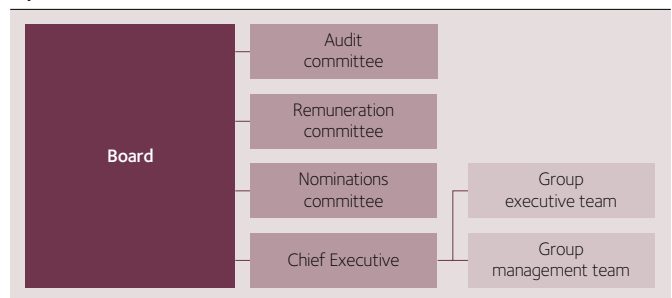 Board
Audit
committee
Remuneration
committee
Nominations
committee
Chief Executive
Group
executive team
Group
management team